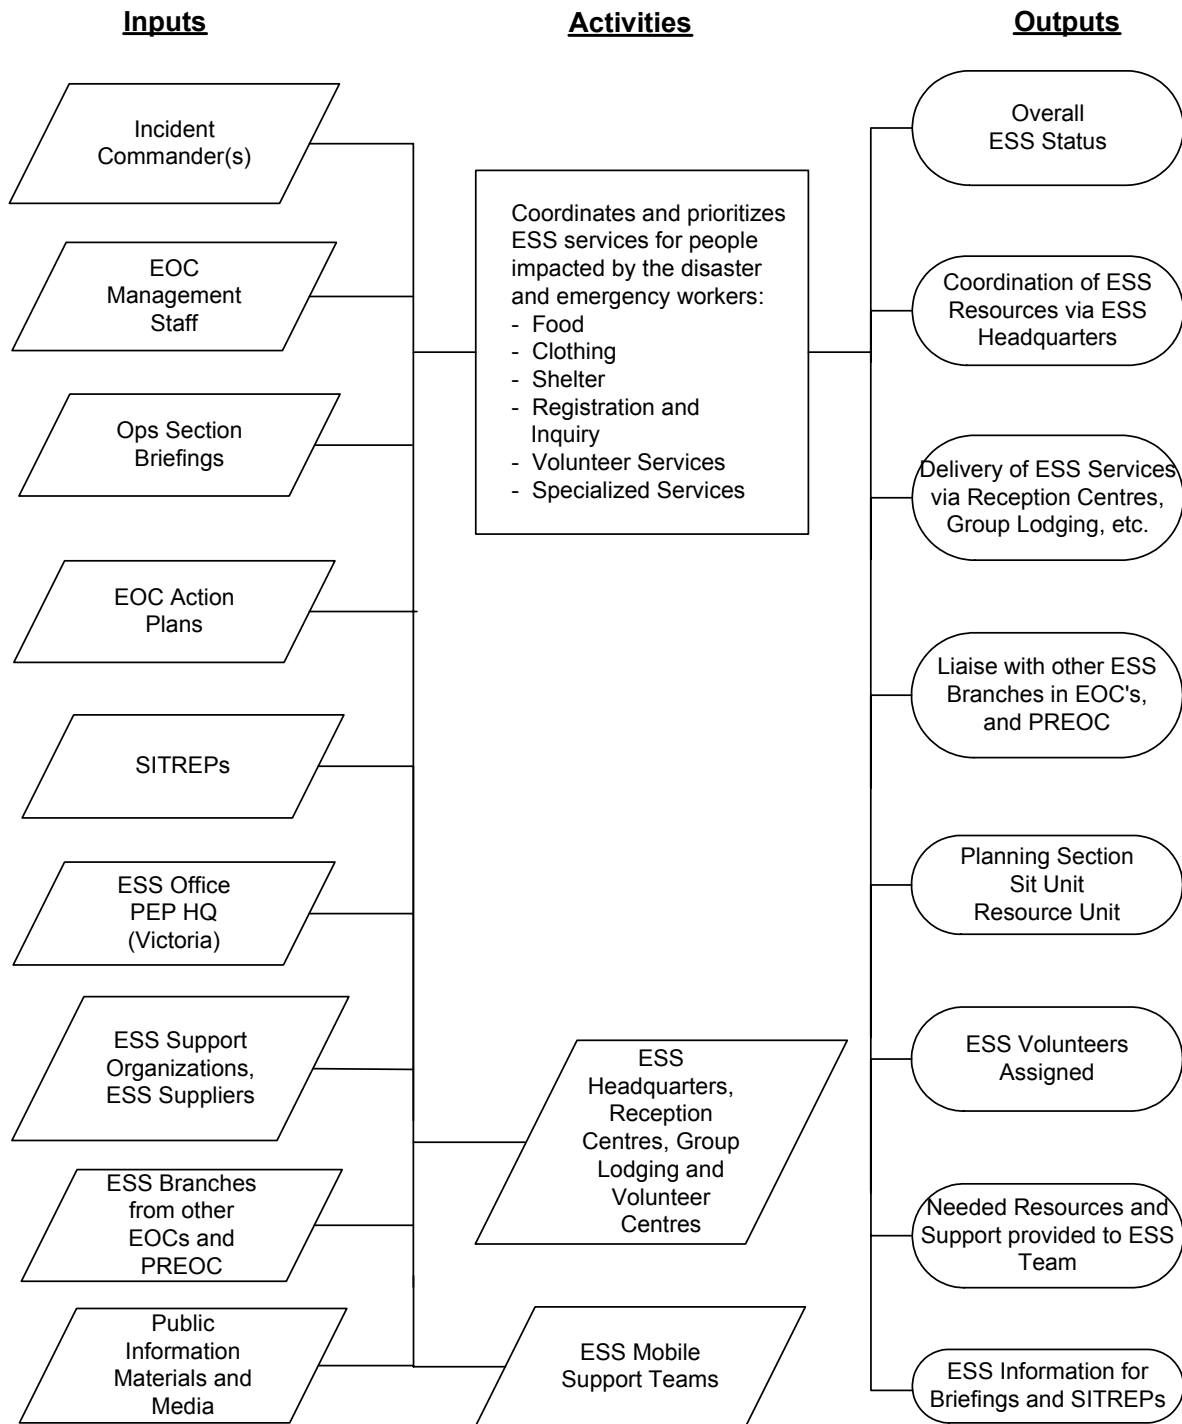 Inputs
Activities
Outputs
Incident
Commander(s)
EOC
Management
Staff
Ops Section
Briefings
EOC Action
Plans
SITREPs
ESS Office
PEP HQ
(Victoria)
ESS Support
Organizations,
ESS Suppliers
ESS Branches
from other
EOCs and
PREOC
Public
Information
Materials and
Media
Coordinates and prioritizes
ESS services for people
impacted by the disaster
and emergency workers:
- Food
- Clothing
- Shelter
- Registration and
Inquiry
- Volunteer Services
- Specialized Services
ESS
Headquarters,
Reception
Centres, Group
Lodging and
Volunteer
Centres
ESS Mobile
Support Teams
Overall
ESS Status
Coordination of ESS
Resources via ESS
Headquarters
Delivery of ESS Services
via Reception Centres,
Group Lodging, etc.
Liaise with other ESS
Branches in EOC's,
and PREOC
Planning Section
Sit Unit
Resource Unit
ESS Volunteers
Assigned
Needed Resources and
Support provided to ESS
Team
ESS Information for
Briefings and SITREPs